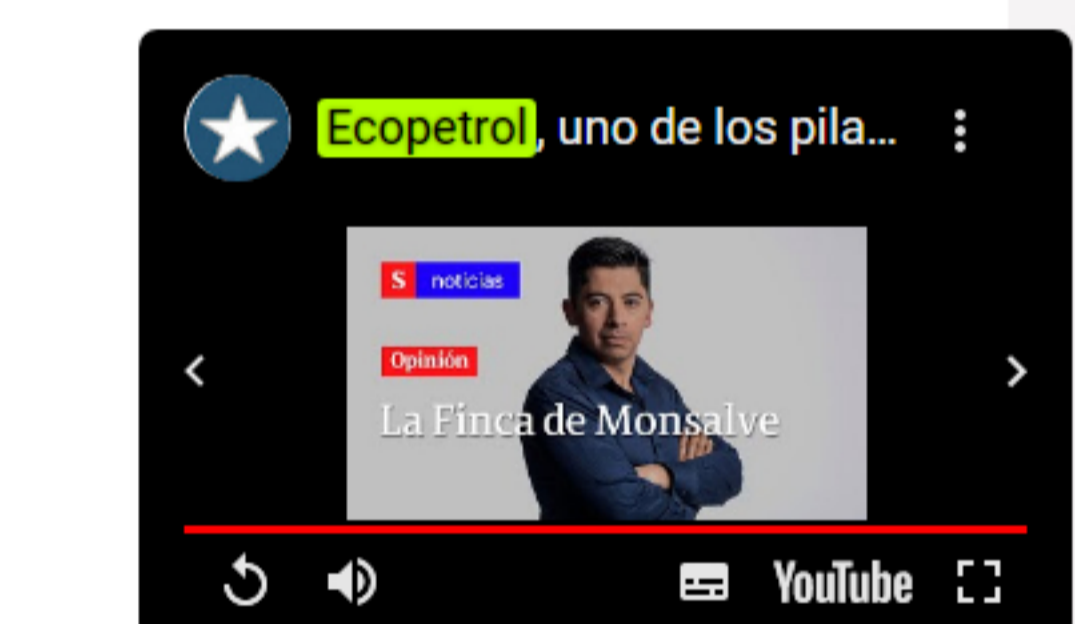 Ecopetrol, uno de los pila...
S noticias
Opinión
La Finca de Monsalve
YouTube